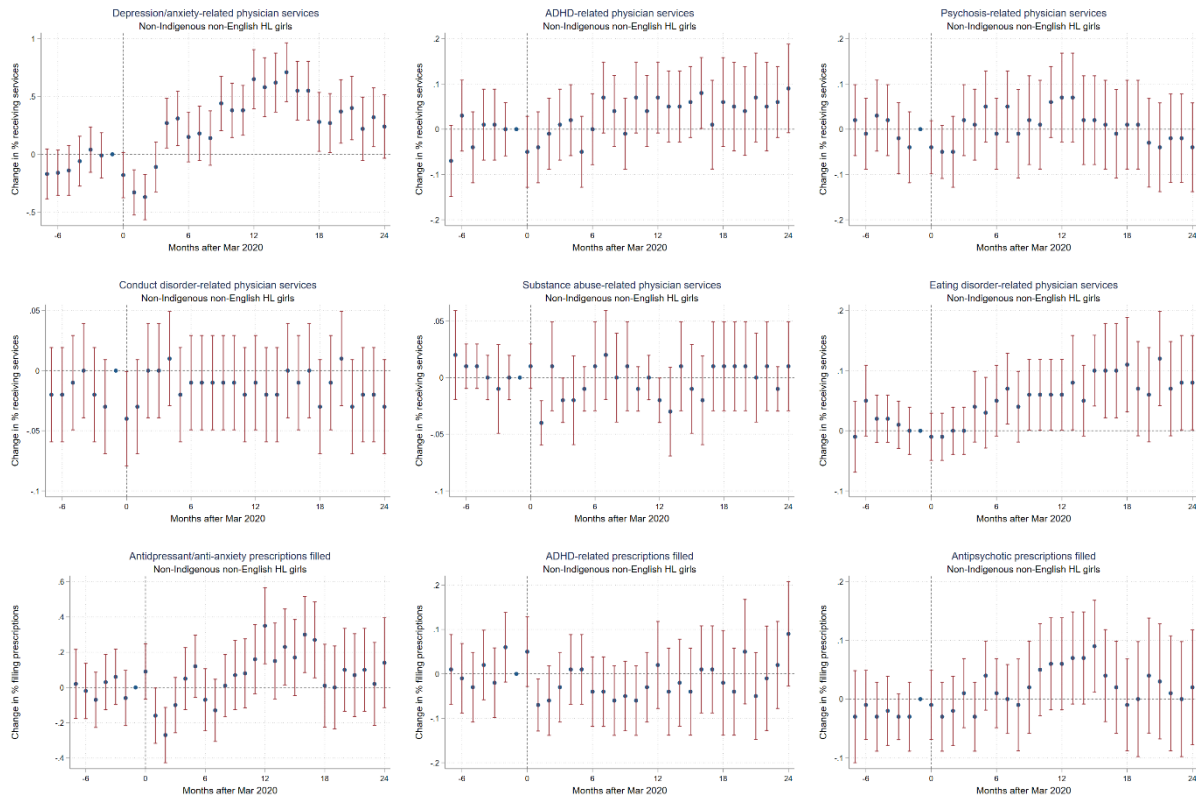 Depression/anxiety-related physician services
Non-Indigenous non-English HL girls
Change in % receiving services
1
.5
0
-.5
-6
0
6
12
18
24
Months after Mar 2020
ADHD-related physician services
Non-Indigenous non-English HL girls
Change in % receiving services
.2
.1
0
-.1
-.2
-6
0
6
12
18
24
Months after Mar 2020
Psychosis-related physician services
Non-Indigenous non-English HL girls
Change in % receiving services
.2
.1
0
-.1
-.2
-6
0
6
12
18
24
Months after Mar 2020
Conduct disorder-related physician services
Non-Indigenous non-English HL girls
Change in % receiving services
.05
0
-.05
-.1
-6
0
6
12
18
24
Months after Mar 2020
Substance abuse-related physician services
Non-Indigenous non-English HL girls
Change in % receiving services
.05
0
-.05
-.1
-6
0
6
12
18
24
Months after Mar 2020
Eating disorder-related physician services
Non-Indigenous non-English HL girls
Change in % receiving services
.2
.1
0
-.1
-6
0
6
12
18
24
Months after Mar 2020
Antidpressant/anti-anxiety prescriptions filled
Non-Indigenous non-English HL girls
Change in % filling prescriptions
.6
.4
.2
0
-.2
-.4
-6
0
6
12
18
24
Months after Mar 2020
ADHD-related prescriptions filled
Non-Indigenous non-English HL girls
Change in % filling prescriptions
.2
.1
0
-.1
-.2
-6
0
6
12
18
24
Months after Mar 2020
Antipsychotic prescriptions filled
Non-Indigenous non-English HL girls
Change in % filling prescriptions
.2
.1
0
-.1
-6
0
6
12
18
24
Months after Mar 2020